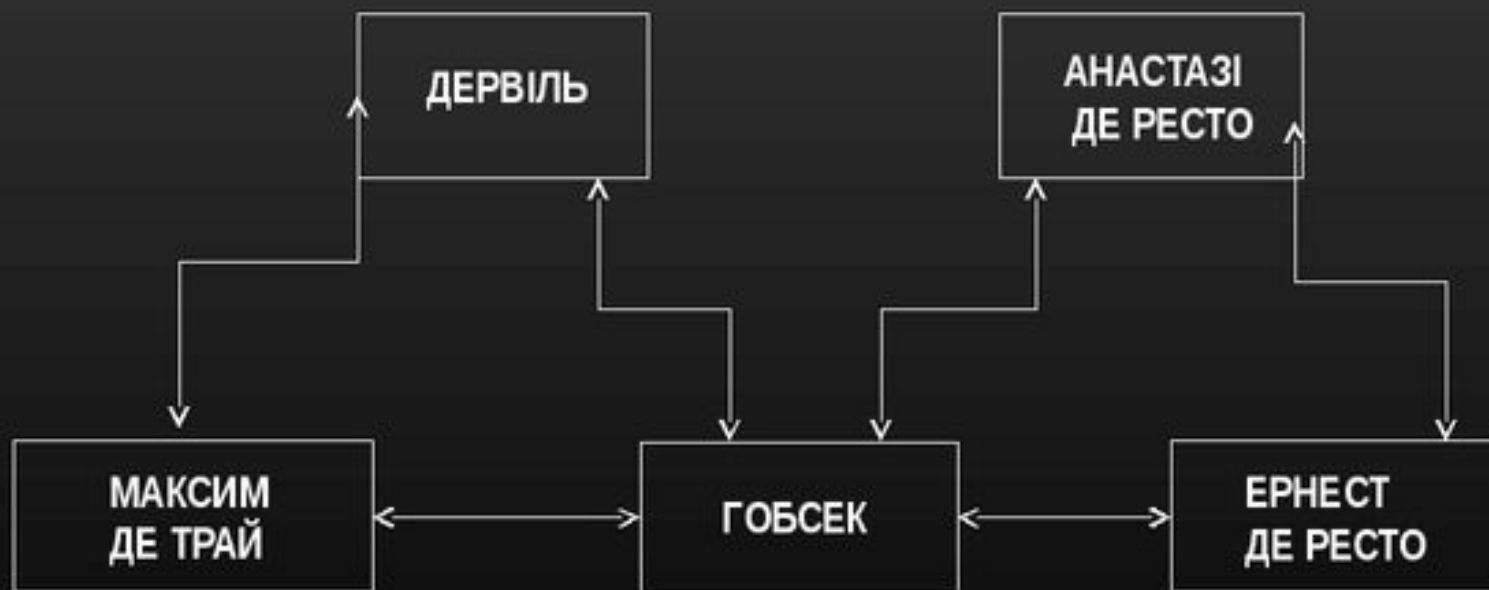 ДЕРВІЛЬ
АНАСТАЗІ
ДЕ РЕСТО
МАКСИМ
ДЕ ТРАЙ
ГОБСЕК
ЕРНЕСТ
ДЕ РЕСТО